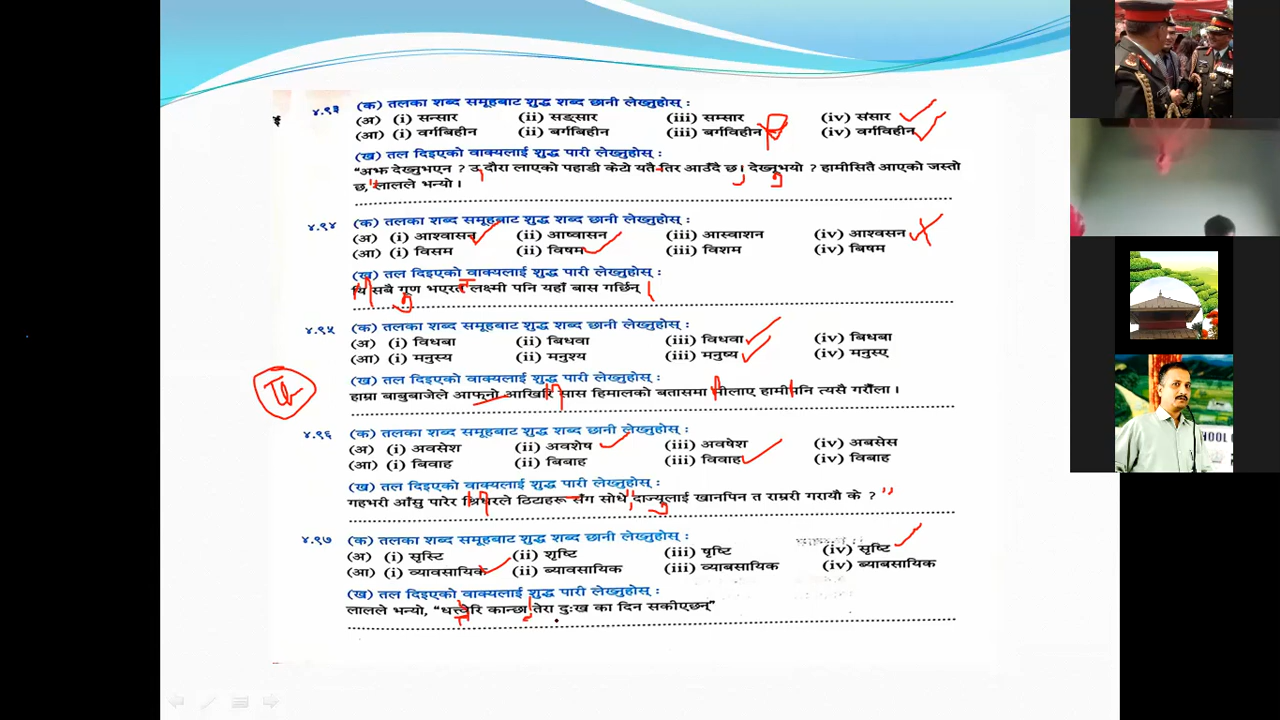 ४.९३ (क) तलका शब्द समूहबाट शुद्ध शब्द छानी लेख्नुहोस् :
(अ) (i) सन्सार (ii) सङ्सार (iii) सम्सार (iv) संसार
(आ) (i) वर्गबिहीन (ii) बर्गबिहीन (iii) बर्गविहीन (iv) वर्गविहीन
(ख) तल दिइएको वाक्यलाई शुद्ध पारी लेख्नुहोस् :
“अझ देख्नुभएन ? उ दौरा लाएको पहाडी केटो यतै तिर आउँदै छ। देख्नुभयो ? हामीसितै आएको जस्तो
छ, लालले भन्यो ।
४.९४ (क) तलका शब्द समूहबाट शुद्ध शब्द छानी लेख्नुहोस् :
(अ) (i) आश्वासन (ii) आष्वासन (iii) आस्वाशन (iv) आश्वसन
(आ) (i) विसम (ii) विषम (iii) विशम (iv) बिषम
(ख) तल दिइएको वाक्यलाई शुद्ध पारी लेख्नुहोस् :
यि सबै गूण भएरत लक्ष्मी पनि यहाँ बास गर्छिन्
४.९५ (क) तलका शब्द समूहबाट शुद्ध शब्द छानी लेख्नुहोस् :
(अ) (i) विधबा (ii) बिधवा (iii) विधवा (iv) बिधबा
(आ) (i) मनुस्य (ii) मनुश्य (iii) मनुष्य (iv) मनुस्ए
(ख) तल दिइएको वाक्यलाई शुद्ध पारी लेख्नुहोस् :
हाम्रा बाबुबाजेले आफ्नो आखिरि सास हिमालको बतासमा मीलाए हामीपनि त्यसै गरौंला ।
४.९६ (क) तलका शब्द समूहबाट शुद्ध शब्द छानी लेख्नुहोस् :
(अ) (i) अवसेश (ii) अवशेष (iii) अवषेश (iv) अबसेस
(आ) (i) बिवाह (ii) बिबाह (iii) विवाह (iv) विबाह
(ख) तल दिइएको वाक्यलाई शुद्ध पारी लेख्नुहोस् :
गहभरी आँसु पारेर श्रिधरले ठिटाहरू सँग सोधे दाज्यूलाई खानपिन त राम्ररी गरायौ के ?
४.९७ (क) तलका शब्द समूहबाट शुद्ध शब्द छानी लेख्नुहोस् :
(अ) (i) सृस्टि (ii) शृष्टि (iii) षृष्टि (iv) सृष्टि
(आ) (i) व्यावसायिक (ii) ब्यावसायिक (iii) व्याबसायिक (iv) ब्याबसायिक
(ख) तल दिइएको वाक्यलाई शुद्ध पारी लेख्नुहोस् :
लालले भन्यो, “धत्तेरि कान्छा तेरा दुःख का दिन सकीएछन्”